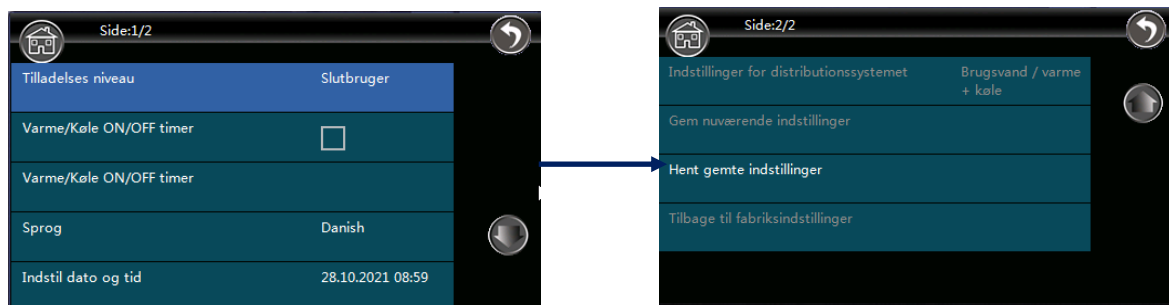 Side:1/2
Tilladelses niveau Slutbruger
Varme/Køle ON/OFF timer
Varme/Køle ON/OFF timer
Sprog Danish
Indstil dato og tid 28.10.2021 08:59
Side:2/2
Indstillinger for distributionssystemet Brugsvand / varme
+ køle
Gem nuværende indstillinger
Hent gemte indstillinger
Tilbage til fabriksindstillinger